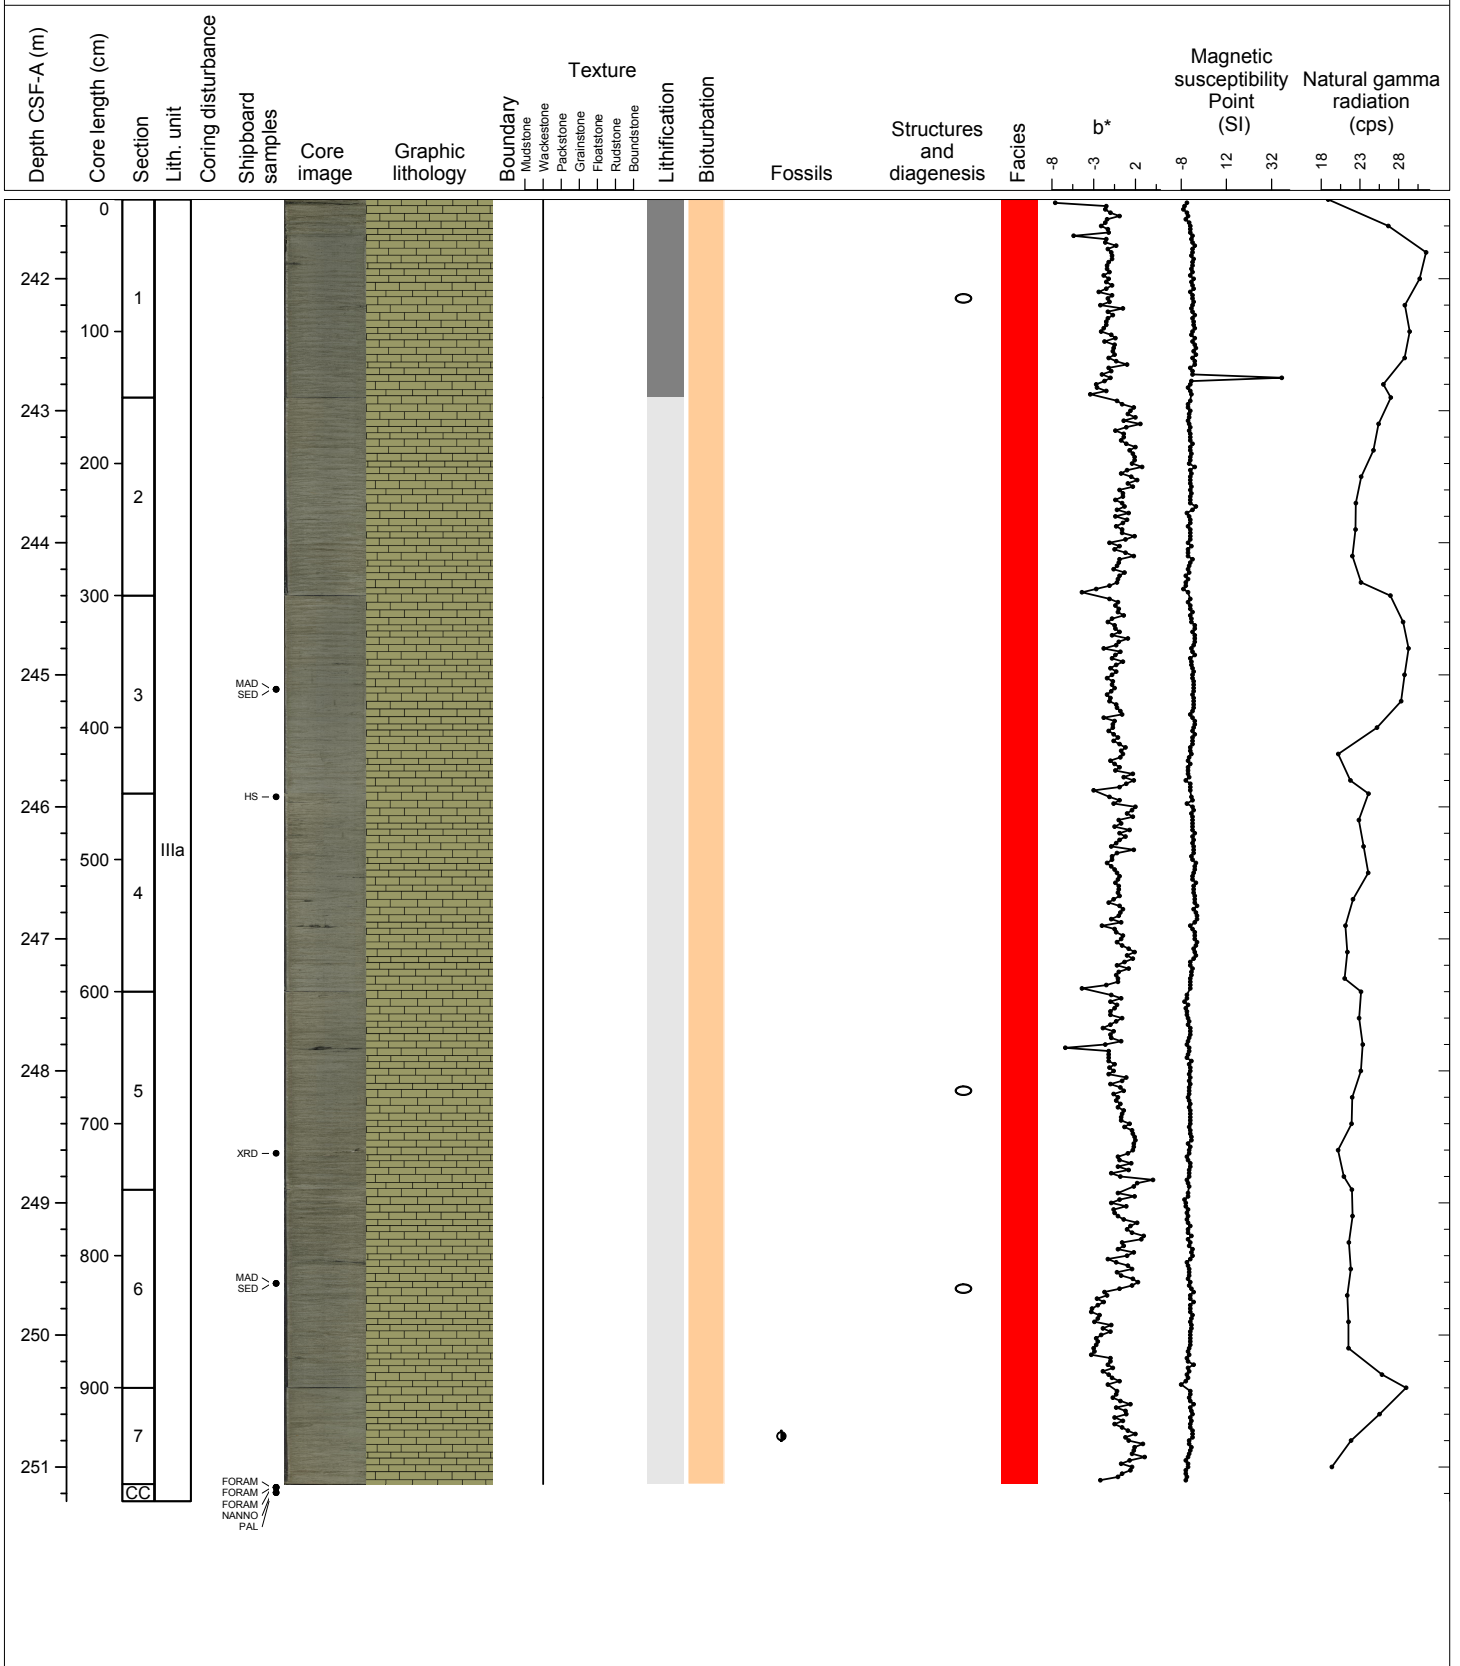 Depth CSF-A (m)
Core length (cm)
Section
Lith. unit
Coring disturbance
Shipboard
samples
Core
image
Graphic
lithology
Boundary
Texture
Mudstone
Wackestone
Packstone
Grainstone
Floatstone
Rudstone
Boundstone
Lithification
Bioturbation
Fossils
Structures
and
diagenesis
Facies
b*
-8
-3
2
Magnetic
susceptibility
Point
(SI)
-8
12
32
Natural gamma
radiation
(cps)
18
23
28
242
243
244
245
246
247
248
249
250
251
0
100
200
300
400
500
600
700
800
900
1
2
3
4
5
6
7
CC
IIIa
MAD
SED
HS
XRD
MAD
SED
FORAM
FORAM
FORAM
NANNO
PAL